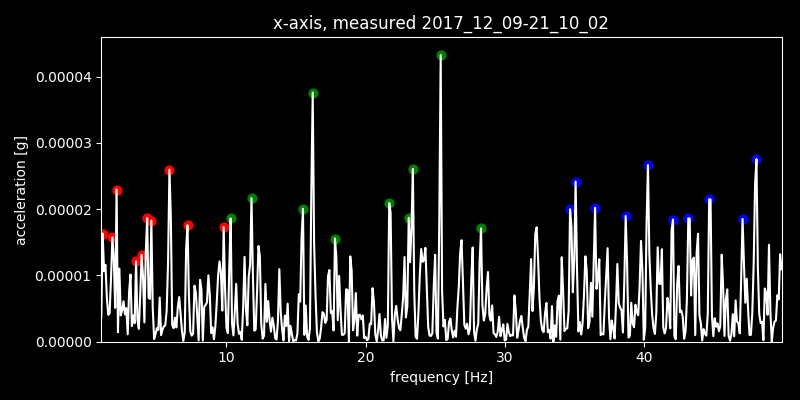 x-axis, measured 2017_12_09-21_10_02
0.00004
0.00003
0.00002
0.00001
0.00000
acceleration [g]
10 20 30 40
frequency [Hz]